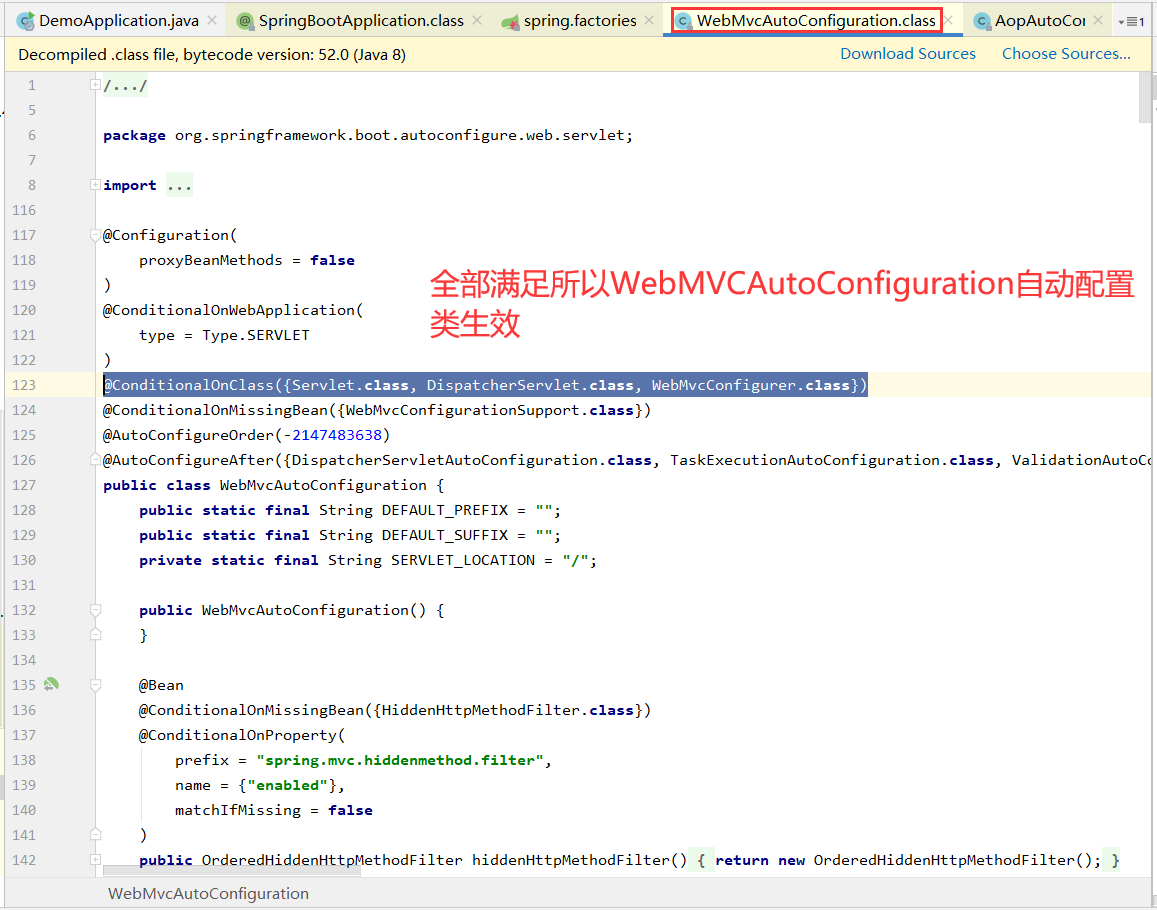 DemoApplication.java SpringBootApplication.class spring.factories WebMvcAutoConfiguration.class AopAutoCor 1
Decompiled .class file, bytecode version: 52.0 (Java 8) Download Sources Choose Sources...
1 /.../
5
6 package org.springframework.boot.autoconfigure.web.servlet;
7
8 import ...
116
117 @Configuration(
118 proxyBeanMethods = false
119 )
120 @ConditionalOnWebApplication(
121 type = Type.SERVLET
122 )
全部满足所以WebMVCAutoConfiguration自动配置
类生效
123 @ConditionalOnClass({Servlet.class, DispatcherServlet.class, WebMvcConfigurer.class})
124 @ConditionalOnMissingBean({WebMvcConfigurationSupport.class})
125 @AutoConfigureOrder(-2147483638)
126 @AutoConfigureAfter({DispatcherServletAutoConfiguration.class, TaskExecutionAutoConfiguration.class, ValidationAutoCo
127 public class WebMvcAutoConfiguration {
128 public static final String DEFAULT_PREFIX = "";
129 public static final String DEFAULT_SUFFIX = "";
130 private static final String SERVLET_LOCATION = "/";
131
132 public WebMvcAutoConfiguration() {
133 }
134
135 @Bean
136 @ConditionalOnMissingBean({HiddenHttpMethodFilter.class})
137 @ConditionalOnProperty(
138 prefix = "spring.mvc.hiddenmethod.filter",
139 name = {"enabled"},
140 matchIfMissing = false
141 )
142 public OrderedHiddenHttpMethodFilter hiddenHttpMethodFilter() { return new OrderedHiddenHttpMethodFilter(); }
WebMvcAutoConfiguration